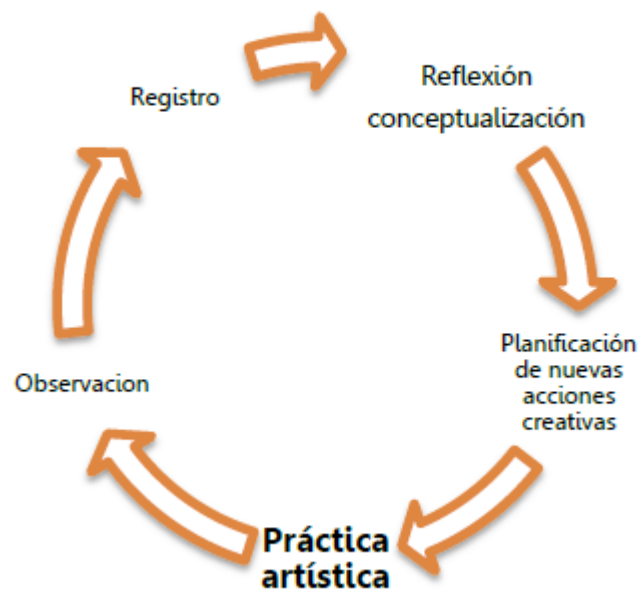 Registro
Reflexión
conceptualización
Planificación
de nuevas
acciones
creativas
Práctica
artística
Observacion